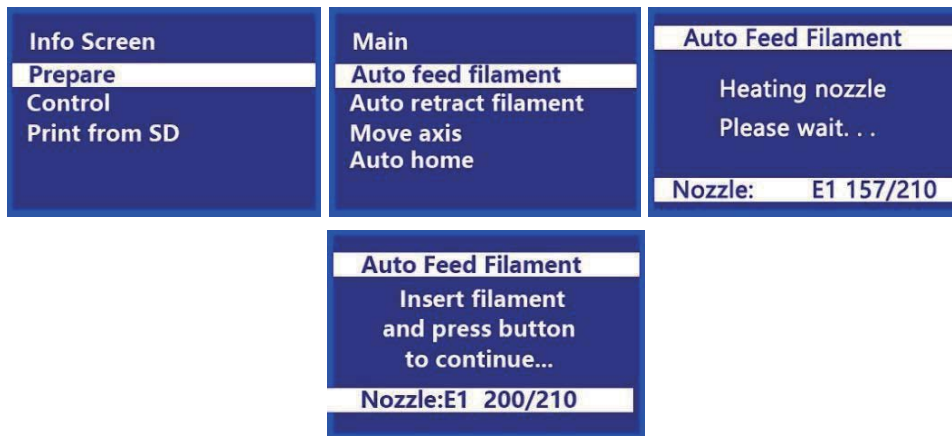 Info Screen
Prepare
Control
Print from SD
Main
Auto feed filament
Auto retract filament
Move axis
Auto home
Auto Feed Filament
Heating nozzle
Please wait. . .
Nozzle: E1 157/210
Auto Feed Filament
Insert filament
and press button
to continue...
Nozzle:E1 200/210